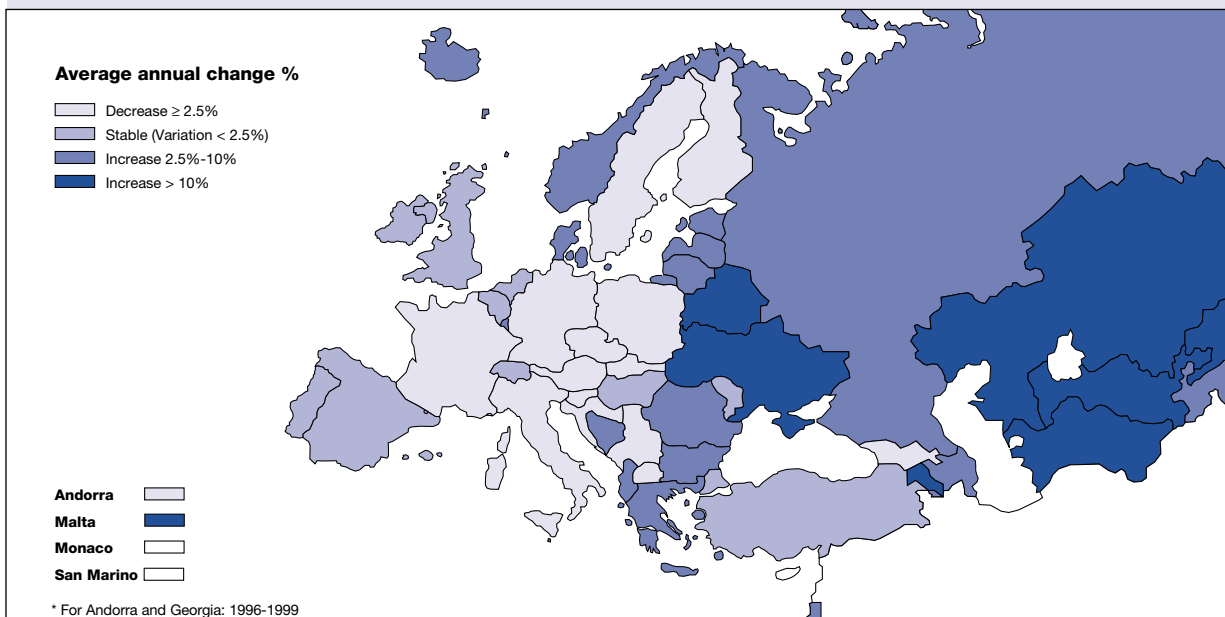 Average annual change %
Decrease ≥ 2.5%
Stable (Variation < 2.5%)
Increase 2.5%-10%
Increase > 10%
Andorra
Malta
Monaco
San Marino
* For Andorra and Georgia: 1996-1999